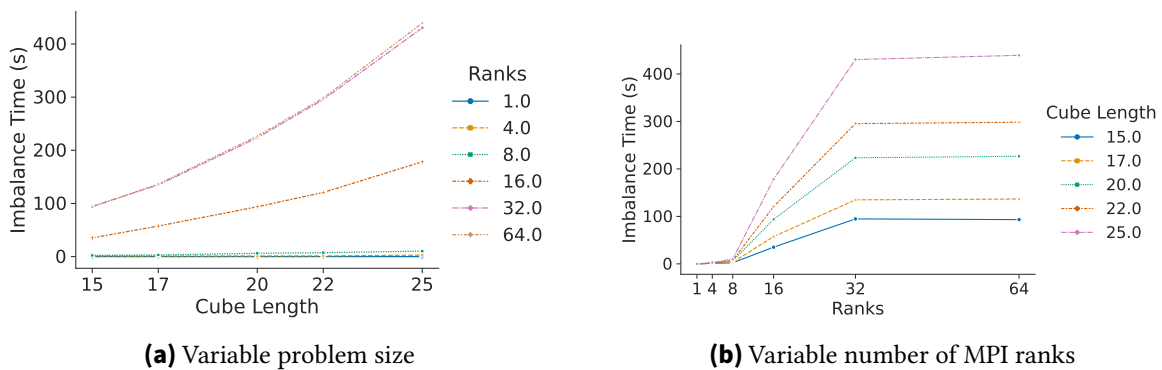 Imbalance Time (s)
400
300
200
100
0
15 17 20 22 25
Cube Length
Ranks
1.0
4.0
8.0
16.0
32.0
64.0
(a) Variable problem size
Imbalance Time (s)
400
300
200
100
0
1 4 8 16 32 64
Ranks
Cube Length
15.0
17.0
20.0
22.0
25.0
(b) Variable number of MPI ranks